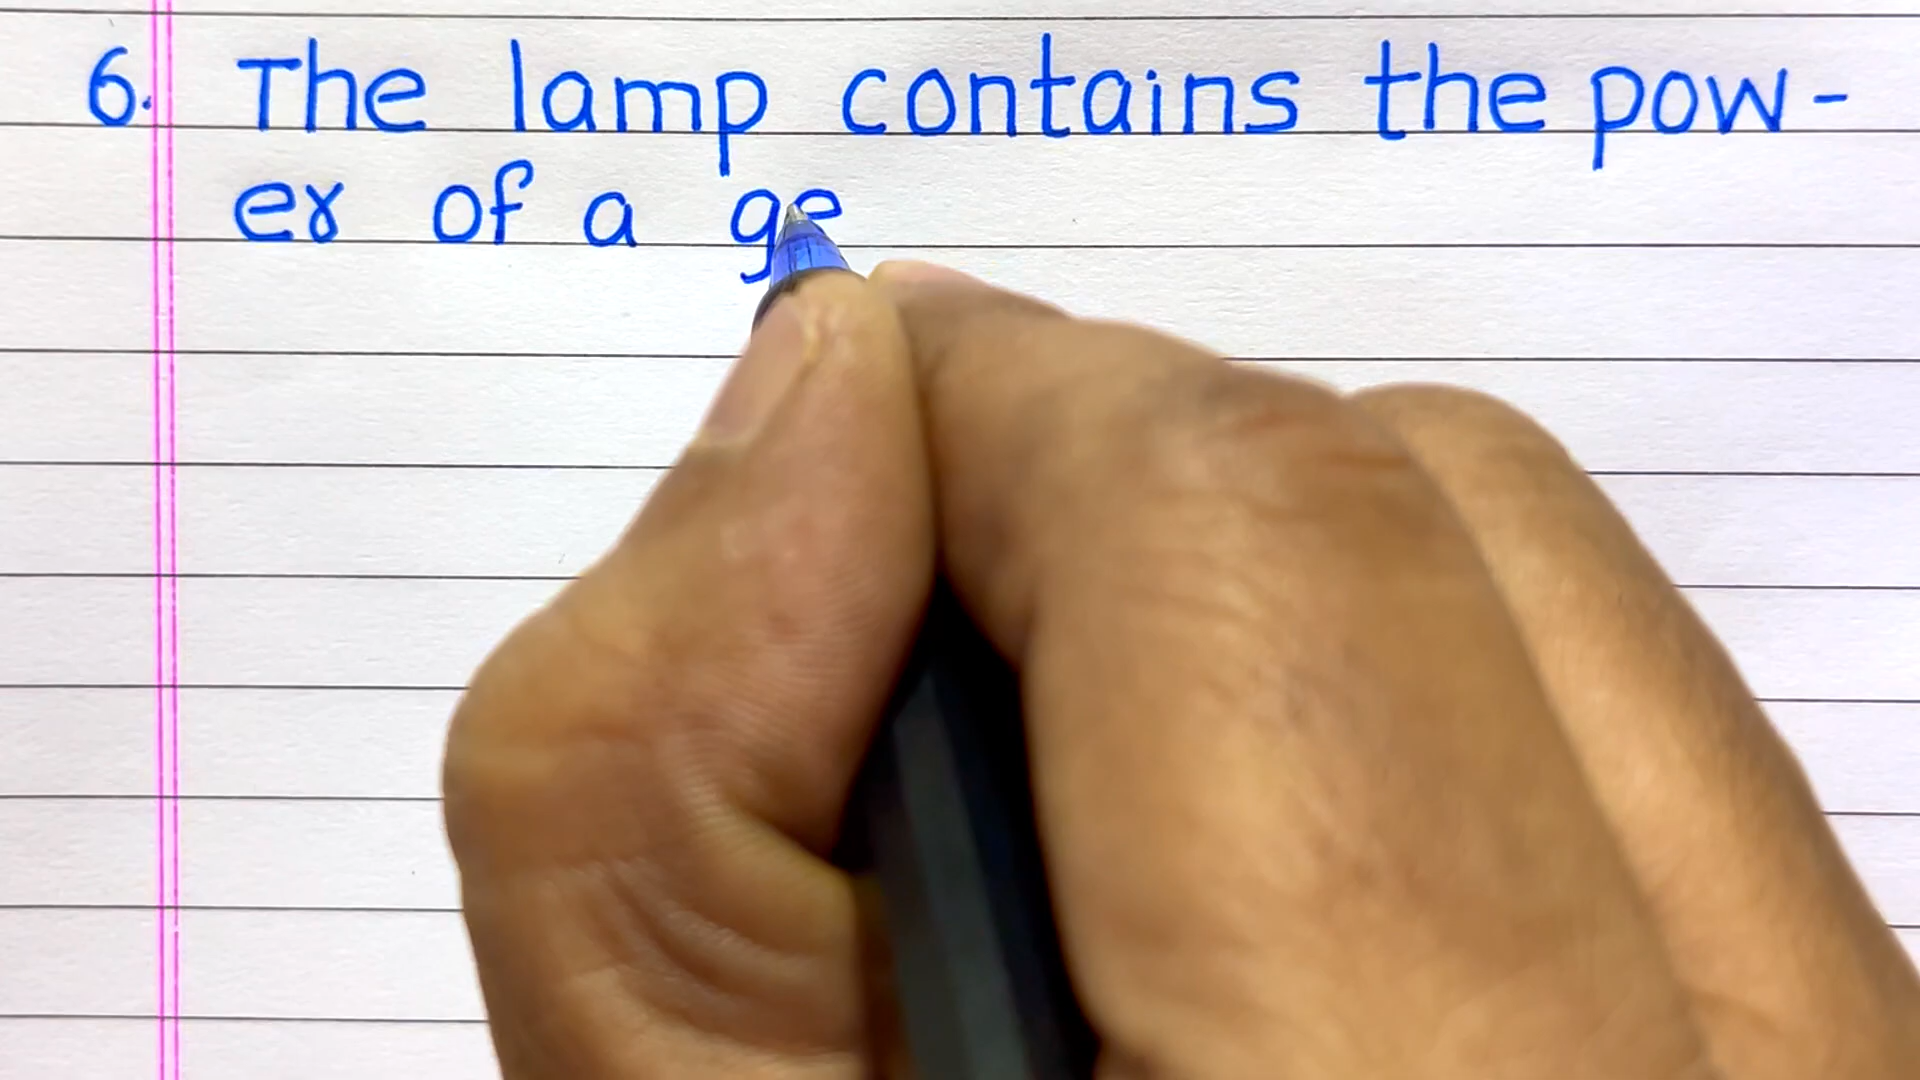 6. The lamp contains the pow-
er of a ge